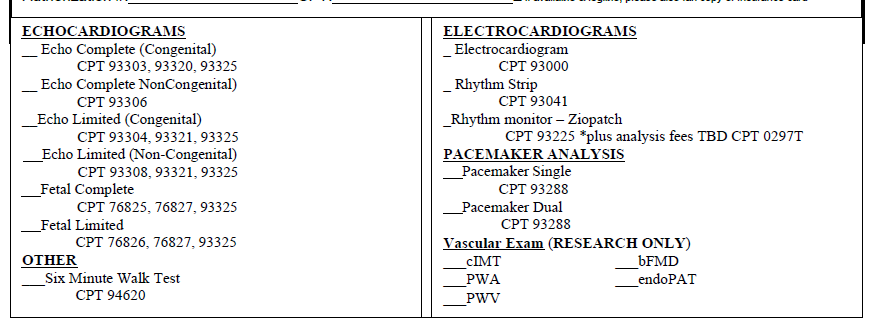 ECHOCARDIOGRAMS
__ Echo Complete (Congenital)
CPT 93303, 93320, 93325
__ Echo Complete NonCongenital)
CPT 93306
__Echo Limited (Congenital)
CPT 93304, 93321, 93325
___Echo Limited (Non-Congenital)
CPT 93308, 93321, 93325
___Fetal Complete
CPT 76825, 76827, 93325
___Fetal Limited
CPT 76826, 76827, 93325
OTHER
___Six Minute Walk Test
CPT 94620
ELECTROCARDIOGRAMS
_ Electrocardiogram
CPT 93000
_ Rhythm Strip
CPT 93041
_Rhythm monitor – Ziopatch
CPT 93225 *plus analysis fees TBD CPT 0297T
PACEMAKER ANALYSIS
___Pacemaker Single
CPT 93288
___Pacemaker Dual
CPT 93288
Vascular Exam (RESEARCH ONLY)
___cIMT ___bFMD
___PWA ___endoPAT
___PWV